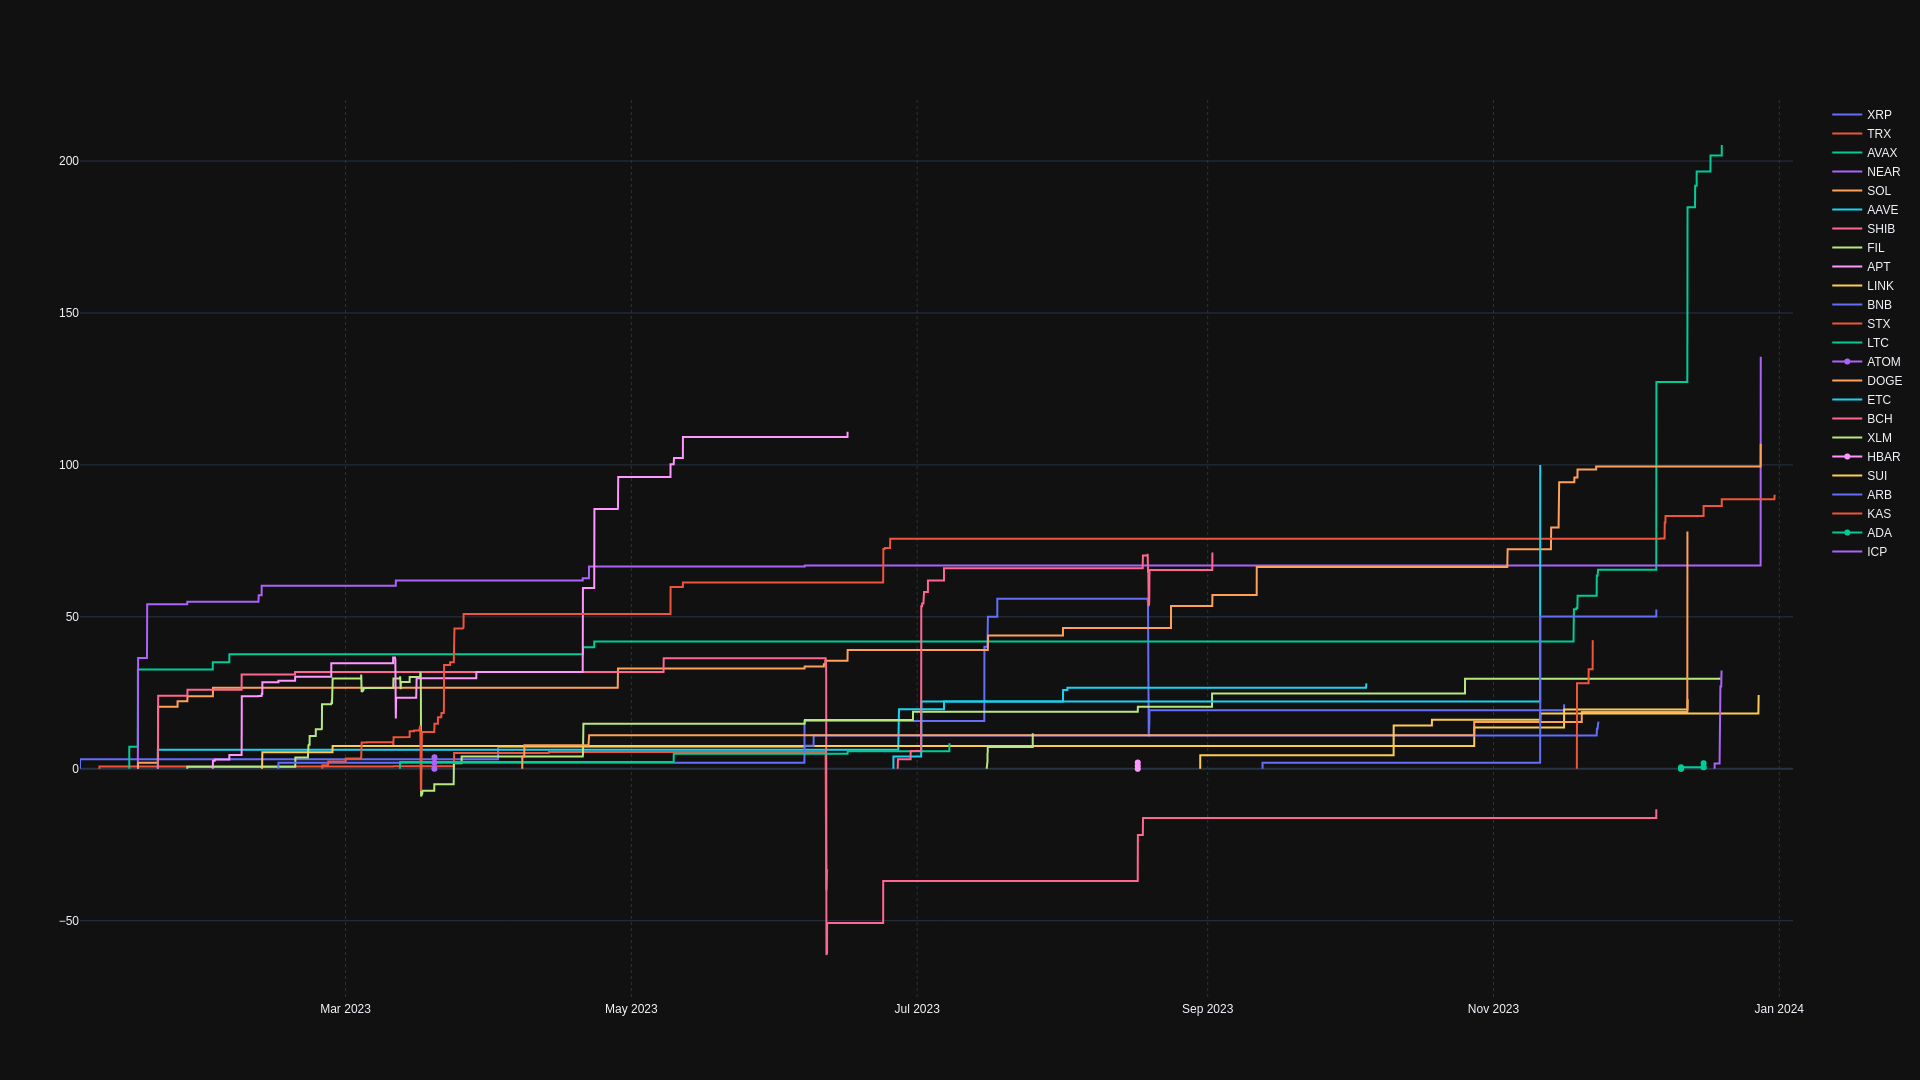 200
150
100
50
0
−50
Mar 2023
May 2023
Jul 2023
Sep 2023
Nov 2023
Jan 2024
XRP
TRX
AVAX
NEAR
SOL
AAVE
SHIB
FIL
APT
LINK
BNB
STX
LTC
ATOM
DOGE
ETC
BCH
XLM
HBAR
SUI
ARB
KAS
ADA
ICP